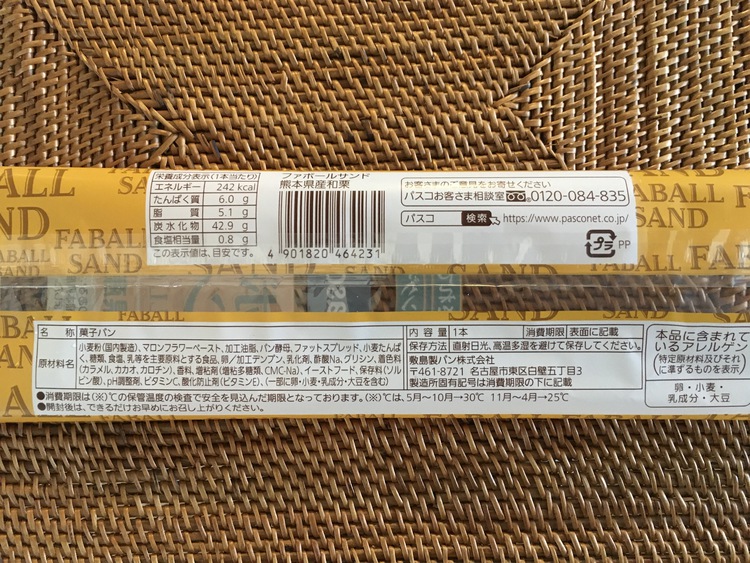 FABALL
SAND
栄養成分表示(1本当たり)
エネルギー 242 kcal
たんぱく質 6.0 g
脂質 5.1 g
炭水化物 42.9 g
食塩相当量 0.8 g
この表示値は、目安です。
ファボールサンド
熊本県産和栗
4 901820 464231
お客さまのご意見をお寄せください
パスコお客さま相談室 0120-084-835
パスコ 検索 https://www.pasconet.co.jp/
プラ PP
FABALL
SAND
FABALL
SAND
FABALL
SAND
FABALL
SAND
FABALL
名称 菓子パン
原材料名 小麦粉(国内製造)、マロンフラワーペースト、加工油脂、パン酵母、ファットスプレッド、小麦たんぱ
く、糖類、食塩、乳等を主要原料とする食品、卵/加工デンプン、乳化剤、酢酸Na、グリシン、着色料
(カラメル、カカオ、カロチン)、香料、増粘剤(増粘多糖類、CMC-Na)、イーストフード、保存料(ソル
ビン酸)、pH調整剤、ビタミンC、酸化防止剤(ビタミンE)、(一部に卵・小麦・乳成分・大豆を含む)
内容量 1本 消費期限 表面に記載
保存方法 直射日光、高温多湿を避けて保存してください。
敷島製パン株式会社
〒461-8721 名古屋市東区白壁五丁目3
製造所固有記号は消費期限の下に記載
本品に含まれて
いるアレルゲン
(特定原材料及びそれ
に準ずるものを表示)
卵・小麦・
乳成分・大豆
●消費期限は(※)℃の保管温度の検査で安全を見込んだ期限となっております。(※)℃は、5月~10月→30℃ 11月~4月→25℃
●開封後は、できるだけお早めにお召し上がりください。